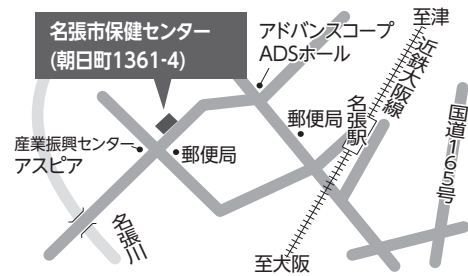 名張市保健センター
(朝日町1361-4)
アドバンスコープ
ADSホール
至津
近鉄大阪線
名張駅
国道165号
郵便局
産業振興センター
アスピア
郵便局
名張川
至大阪